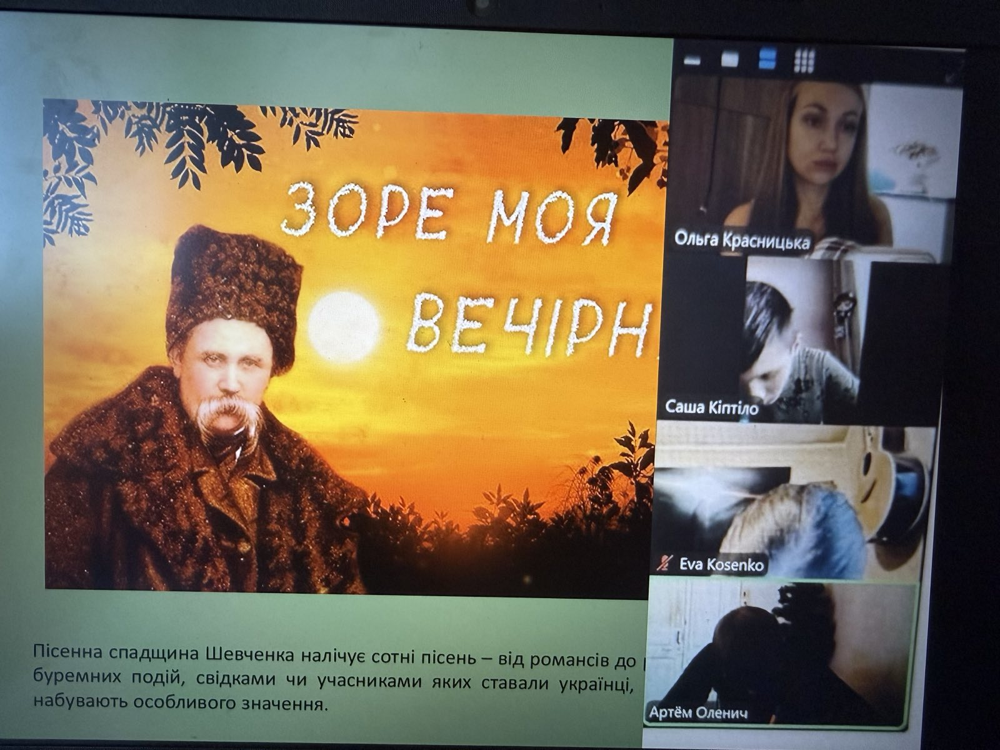 ЗОРЕ МОЯ
ВЕЧІРН
Пісенна спадщина Шевченка налічує сотні пісень – від романсів до
буремних подій, свідками чи учасниками яких ставали українці,
набувають особливого значення.
Ольга Красницька
Саша Кіптіло
Eva Kosenko
Артём Оленич